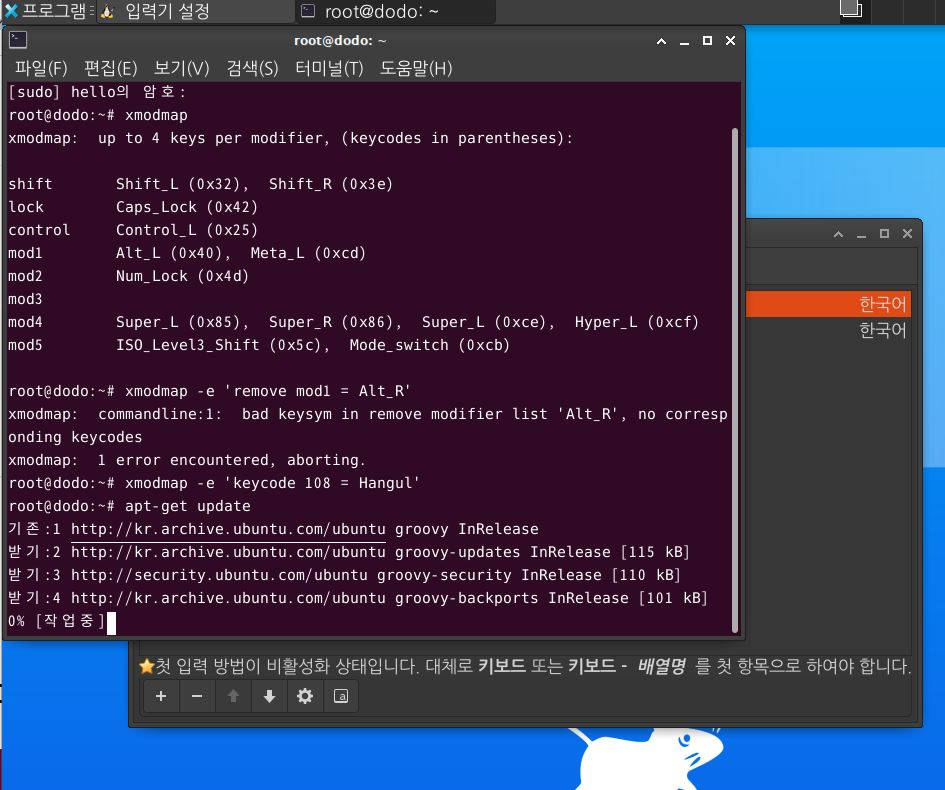 프로그램
입력기 설정
root@dodo: ~
root@dodo: ~
파일(F) 편집(E) 보기(V) 검색(S) 터미널(T) 도움말(H)
[sudo] hello의 암호:
root@dodo:~# xmodmap
xmodmap:  up to 4 keys per modifier, (keycodes in parentheses):
shift       Shift_L (0x32),  Shift_R (0x3e)
lock        Caps_Lock (0x42)
control     Control_L (0x25)
mod1        Alt_L (0x40),  Meta_L (0xcd)
mod2        Num_Lock (0x4d)
mod3
mod4        Super_L (0x85),  Super_R (0x86),  Super_L (0xce),  Hyper_L (0xcf)
mod5        ISO_Level3_Shift (0x5c),  Mode_switch (0xcb)
root@dodo:~# xmodmap -e 'remove mod1 = Alt_R'
xmodmap:  commandline:1:  bad keysym in remove modifier list 'Alt_R', no corresp
onding keycodes
xmodmap:  1 error encountered, aborting.
root@dodo:~# xmodmap -e 'keycode 108 = Hangul'
root@dodo:~# apt-get update
기존:1 http://kr.archive.ubuntu.com/ubuntu groovy InRelease
받기:2 http://kr.archive.ubuntu.com/ubuntu groovy-updates InRelease [115 kB]
받기:3 http://security.ubuntu.com/ubuntu groovy-security InRelease [110 kB]
받기:4 http://kr.archive.ubuntu.com/ubuntu groovy-backports InRelease [101 kB]
0% [작업중]
한국어
한국어
첫 입력 방법이 비활성화 상태입니다. 대체로 키보드 또는 키보드 - 배열명 를 첫 항목으로 하여야 합니다.